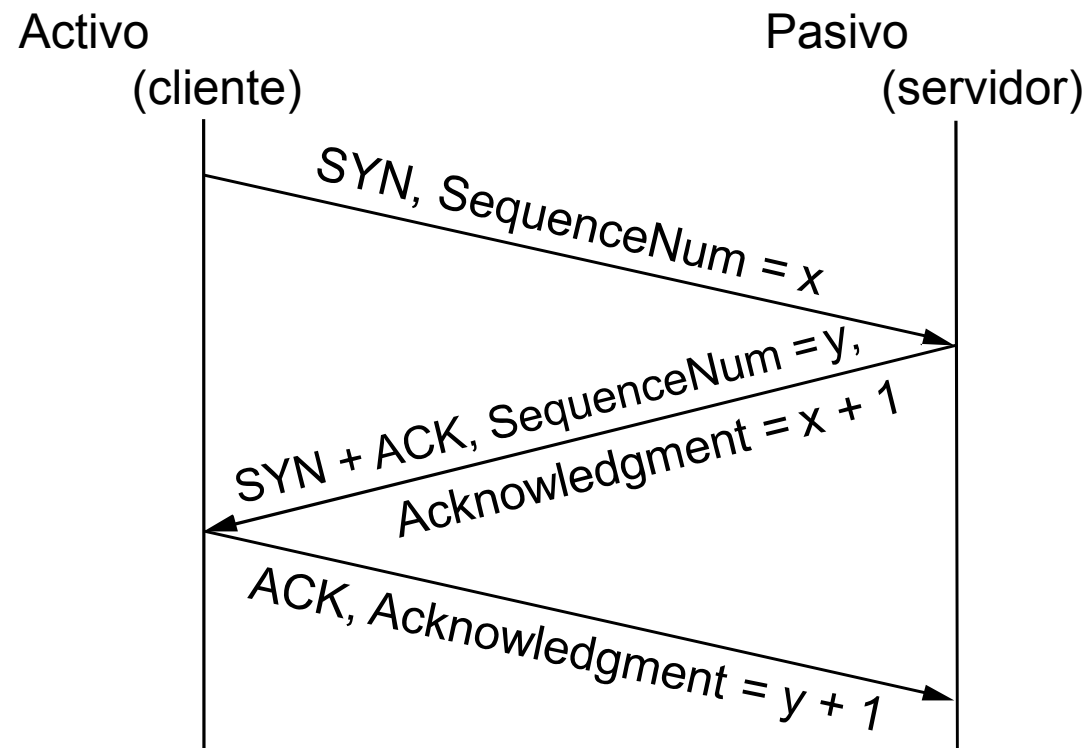 Activo
(cliente)
Pasivo
(servidor)
SYN, SequenceNum = x
SYN + ACK, SequenceNum = y,
Acknowledgment = x + 1
ACK, Acknowledgment = y + 1